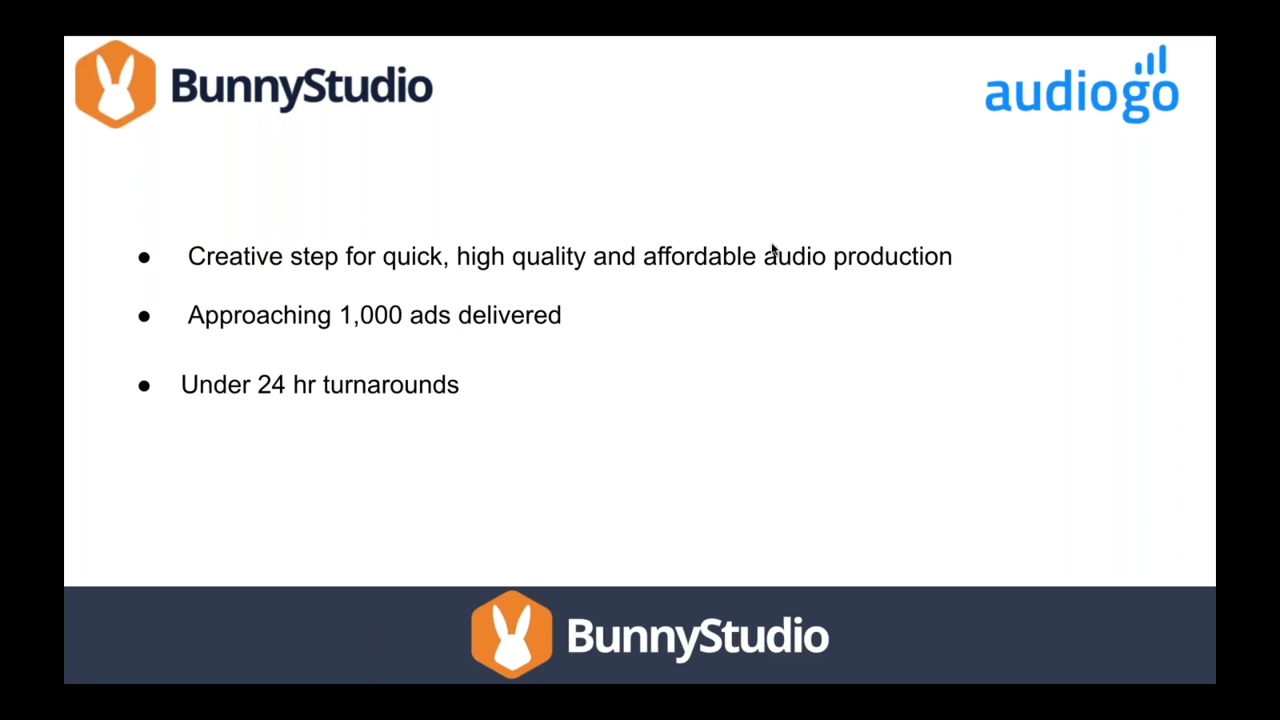 BunnyStudio
audiogo
● Creative step for quick, high quality and affordable audio production
● Approaching 1,000 ads delivered
● Under 24 hr turnarounds
BunnyStudio